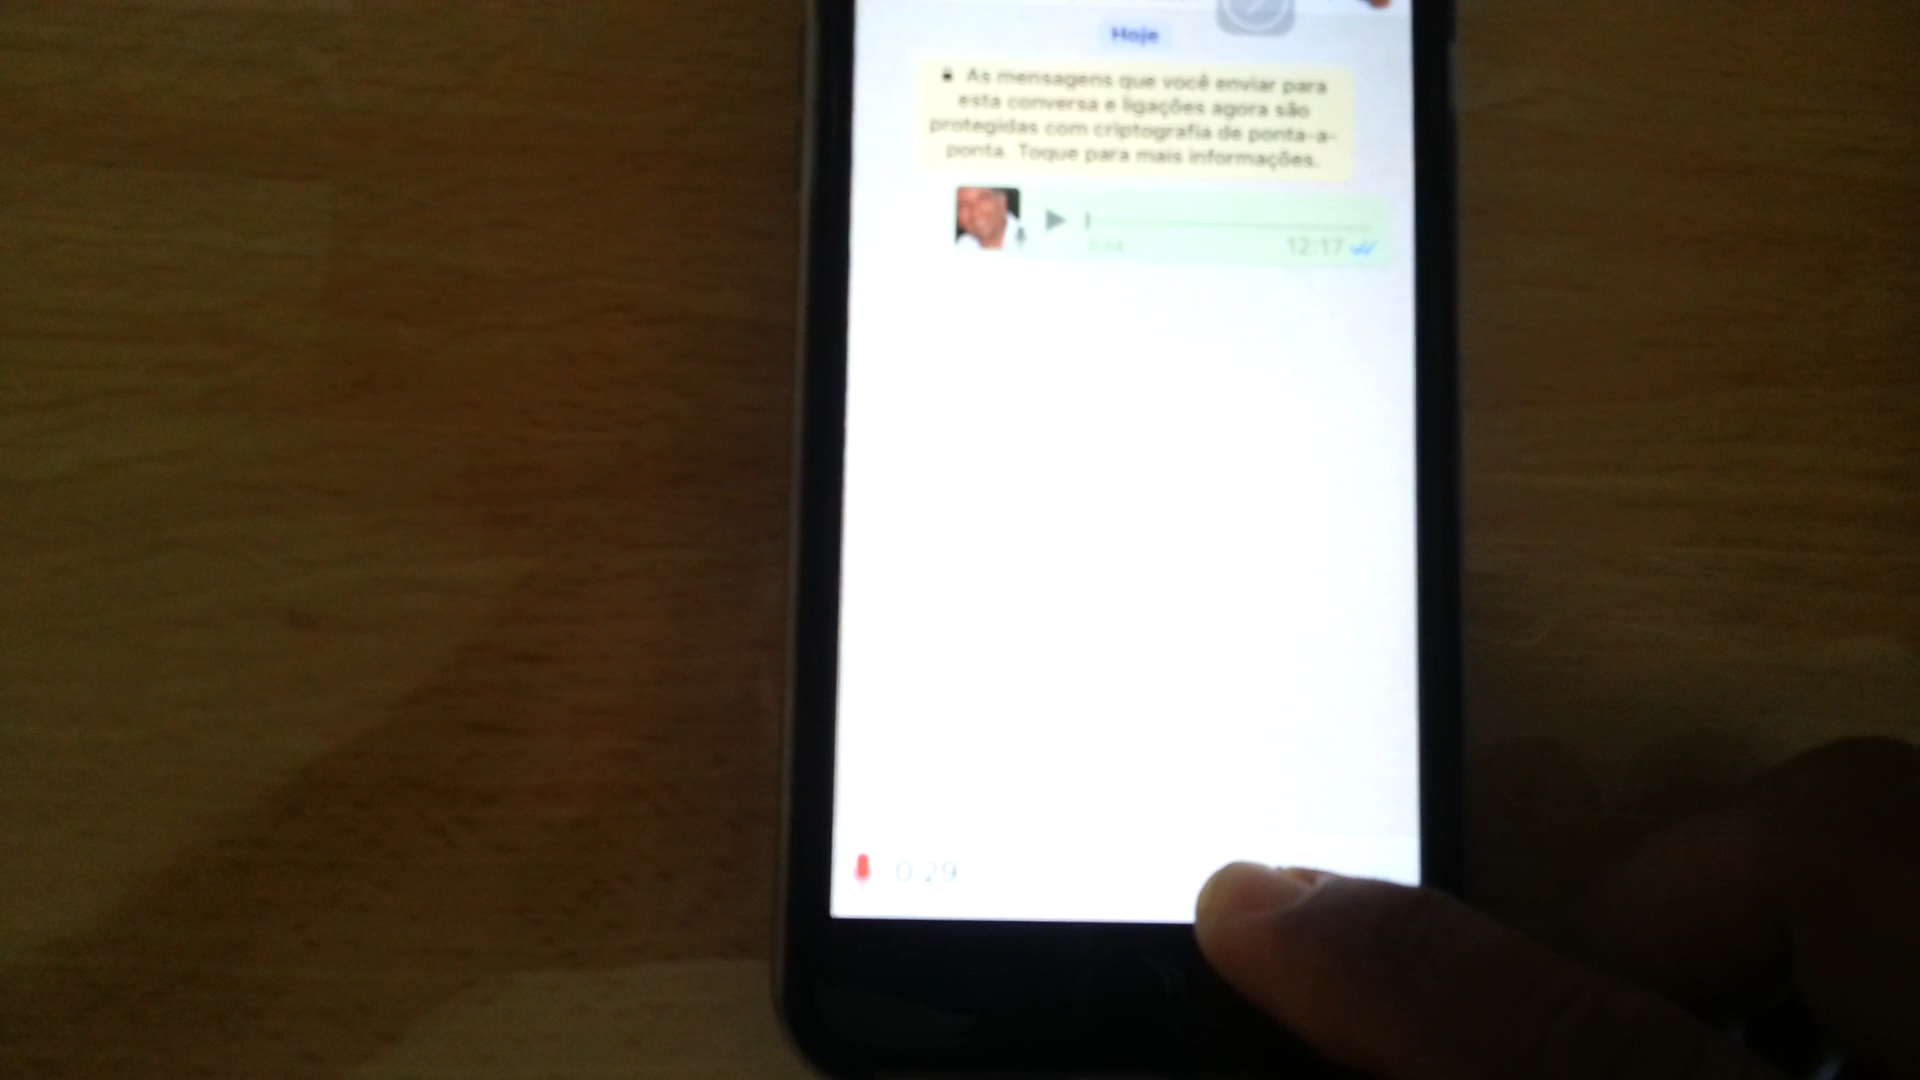 Hoje
As mensagens que você enviar para
esta conversa e ligações agora são
protegidas com criptografia de ponta-a-
ponta. Toque para mais informações.
12:17
0:29